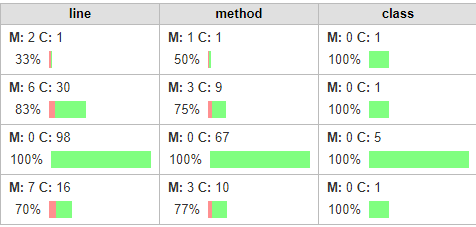 line method class
M: 2 C: 1 M: 1 C: 1 M: 0 C: 1
33% 50% 100%
M: 6 C: 30 M: 3 C: 9 M: 0 C: 1
83% 75% 100%
M: 0 C: 98 M: 0 C: 67 M: 0 C: 5
100% 100% 100%
M: 7 C: 16 M: 3 C: 10 M: 0 C: 1
70% 77% 100%